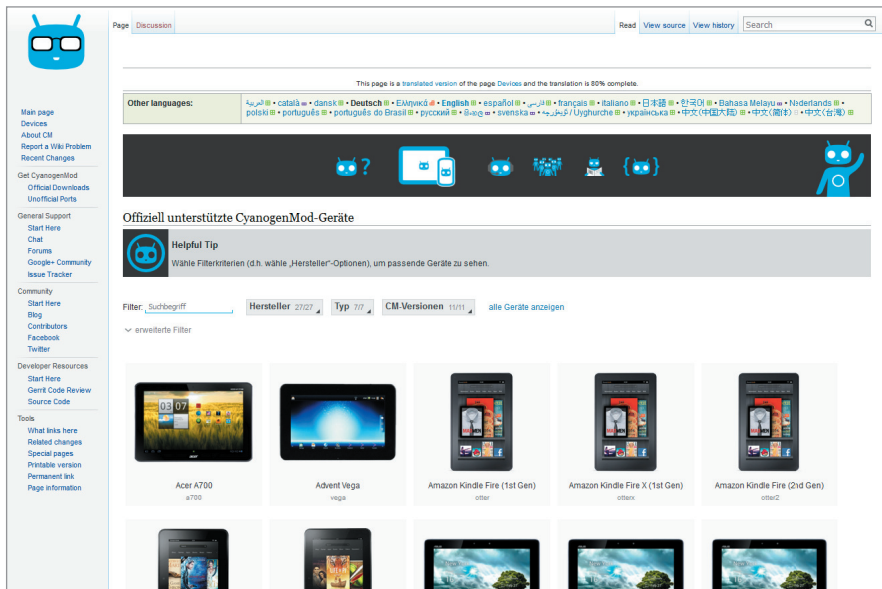 Page Discussion
Read View source View history Search
This page is a translated version of the page Devices and the translation is 80% complete.
Other languages:
العربية • català • dansk • Deutsch • Ελληνικά • English • español • فارسی • français • italiano • 日本語 • 한국어 • Bahasa Melayu • Nederlands •
polski • português • português do Brasil • русский • සිංහල • svenska • ئۇيغۇرچە / Uyghurche • українська • 中文(中国大陆) • 中文(简体) • 中文(台灣)
Main page
Devices
About CM
Report a Wiki Problem
Recent Changes
Get CyanogenMod
Official Downloads
Unofficial Ports
General Support
Start Here
Chat
Forums
Google+ Community
Issue Tracker
Community
Start Here
Blog
Contributors
Facebook
Twitter
Developer Resources
Start Here
Gerrit Code Review
Source Code
Tools
What links here
Related changes
Special pages
Printable version
Permanent link
Page information
?
{ }
Offiziell unterstützte CyanogenMod-Geräte
Helpful Tip
Wähle Filterkriterien (d.h. wähle „Hersteller"-Optionen), um passende Geräte zu sehen.
Filter: Suchbegriff Hersteller 27/27 Typ 7/7 CM-Versionen 11/11 alle Geräte anzeigen
erweiterte Filter
03 07
acer
Acer A700
a700
Advent Vega
vega
Amazon Kindle Fire (1st Gen)
otter
Amazon Kindle Fire X (1st Gen)
otterx
Amazon Kindle Fire (2nd Gen)
otter2